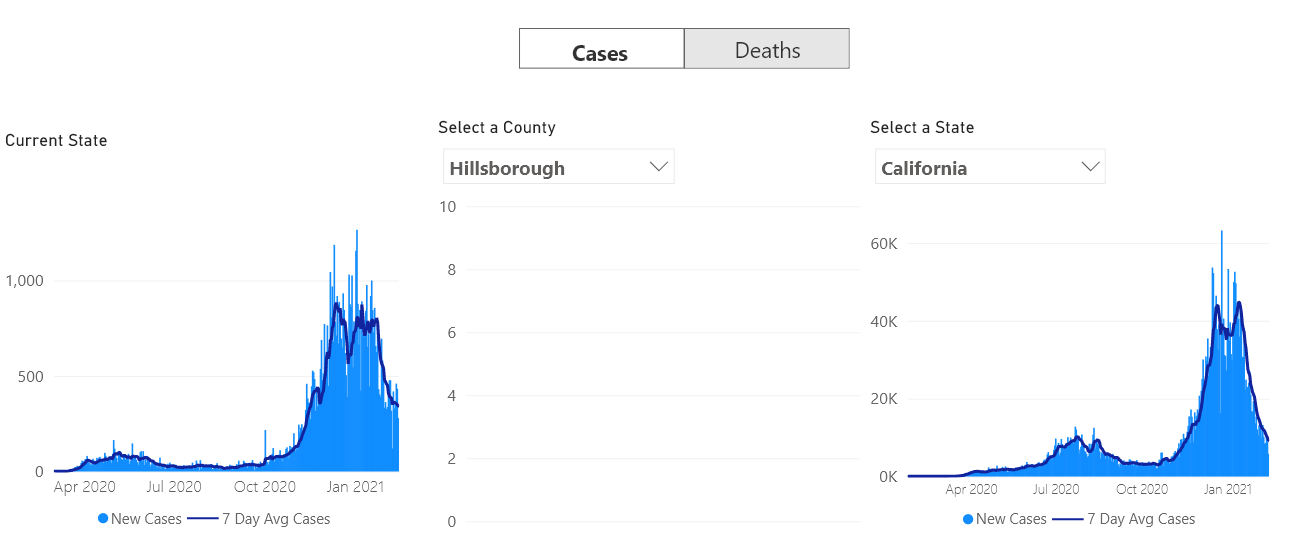 Cases Deaths
Current State
Select a County
Hillsborough
Select a State
California
1,000
500
0
Apr 2020 Jul 2020 Oct 2020 Jan 2021
New Cases 7 Day Avg Cases
10
8
6
4
2
0
60K
40K
20K
0K
Apr 2020 Jul 2020 Oct 2020 Jan 2021
New Cases 7 Day Avg Cases